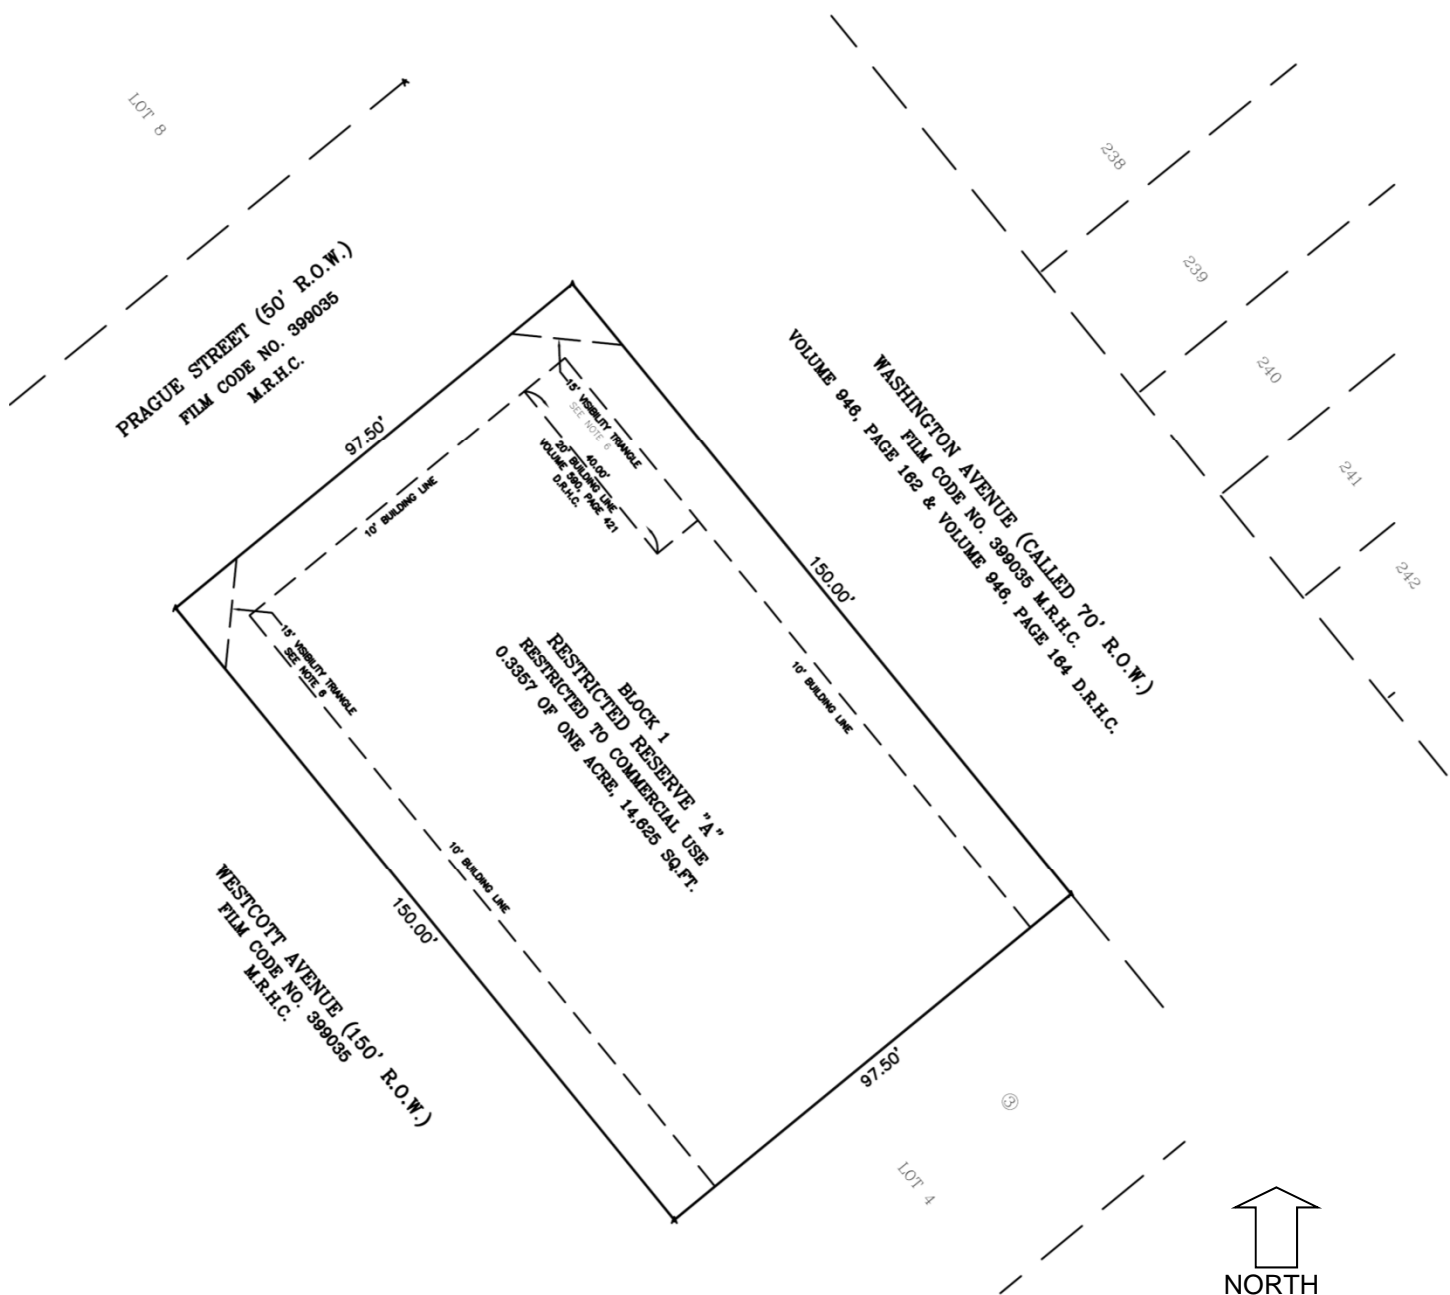 LOT 8
238
239
240
241
242
PRAGUE STREET (50' R.O.W.)
FILM CODE NO. 399035
M.R.H.C.
WASHINGTON AVENUE (CALLED 70' R.O.W.)
FILM CODE NO. 399035 M.R.H.C.
VOLUME 946, PAGE 162 & VOLUME 946, PAGE 164 D.R.H.C.
97.50'
10' BUILDING LINE
15' VISIBILITY TRIANGLE
SEE NOTE 6
40.00'
20' BUILDING LINE
VOLUME 590, PAGE 421
D.R.H.C.
150.00'
10' BUILDING LINE
15' VISIBILITY TRIANGLE
SEE NOTE 6
BLOCK 1
RESTRICTED RESERVE "A"
RESTRICTED TO COMMERCIAL USE
0.3357 OF ONE ACRE, 14,625 SQ.FT.
10' BUILDING LINE
150.00'
WESTCOTT AVENUE (150' R.O.W.)
FILM CODE NO. 399035
M.R.H.C.
97.50'
3
LOT 4
NORTH